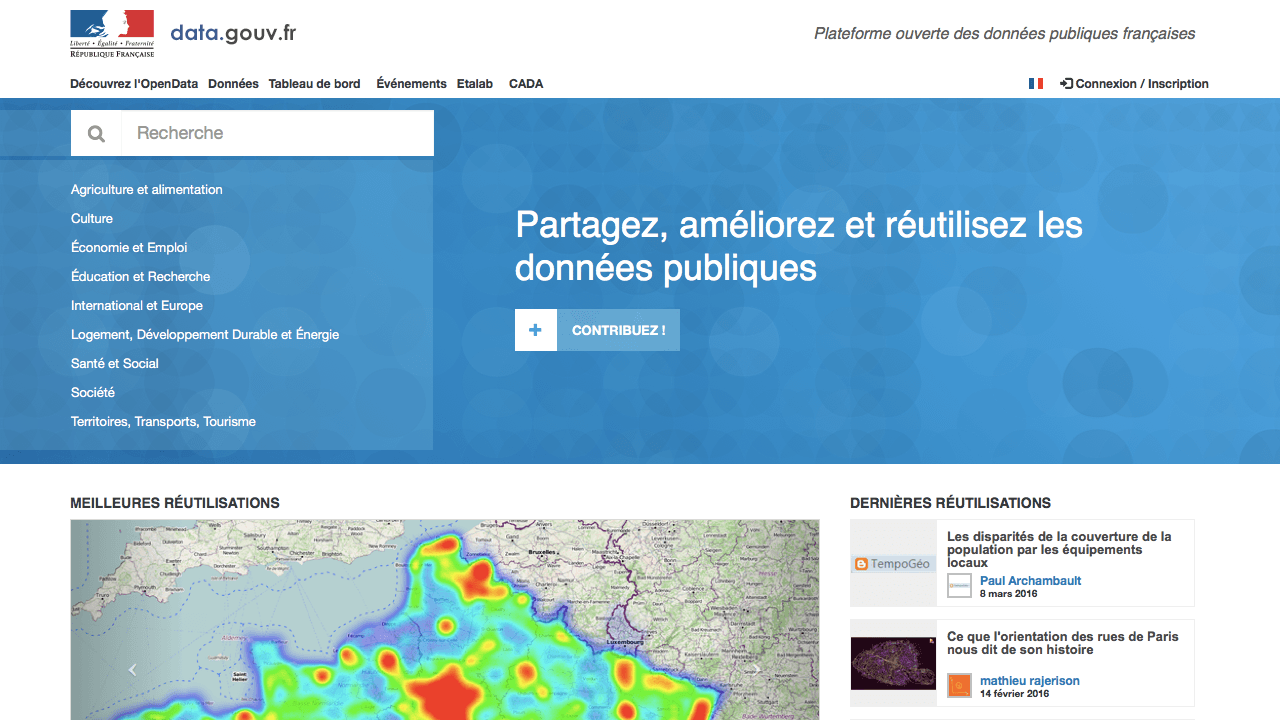 Liberté • Égalité • Fraternité
RÉPUBLIQUE FRANÇAISE
data.gouv.fr
Plateforme ouverte des données publiques françaises
Découvrez l'OpenData Données Tableau de bord Événements Etalab CADA
Connexion / Inscription
Recherche
Agriculture et alimentation
Culture
Économie et Emploi
Éducation et Recherche
International et Europe
Logement, Développement Durable et Énergie
Santé et Social
Société
Territoires, Transports, Tourisme
Partagez, améliorez et réutilisez les
données publiques
CONTRIBUEZ !
MEILLEURES RÉUTILISATIONS
Bruxelles
Luxembourg
Saint
Helier
DERNIÈRES RÉUTILISATIONS
TempoGéo
Les disparités de la couverture de la
population par les équipements
locaux
Paul Archambault
8 mars 2016
Ce que l'orientation des rues de Paris
nous dit de son histoire
mathieu rajerison
14 février 2016